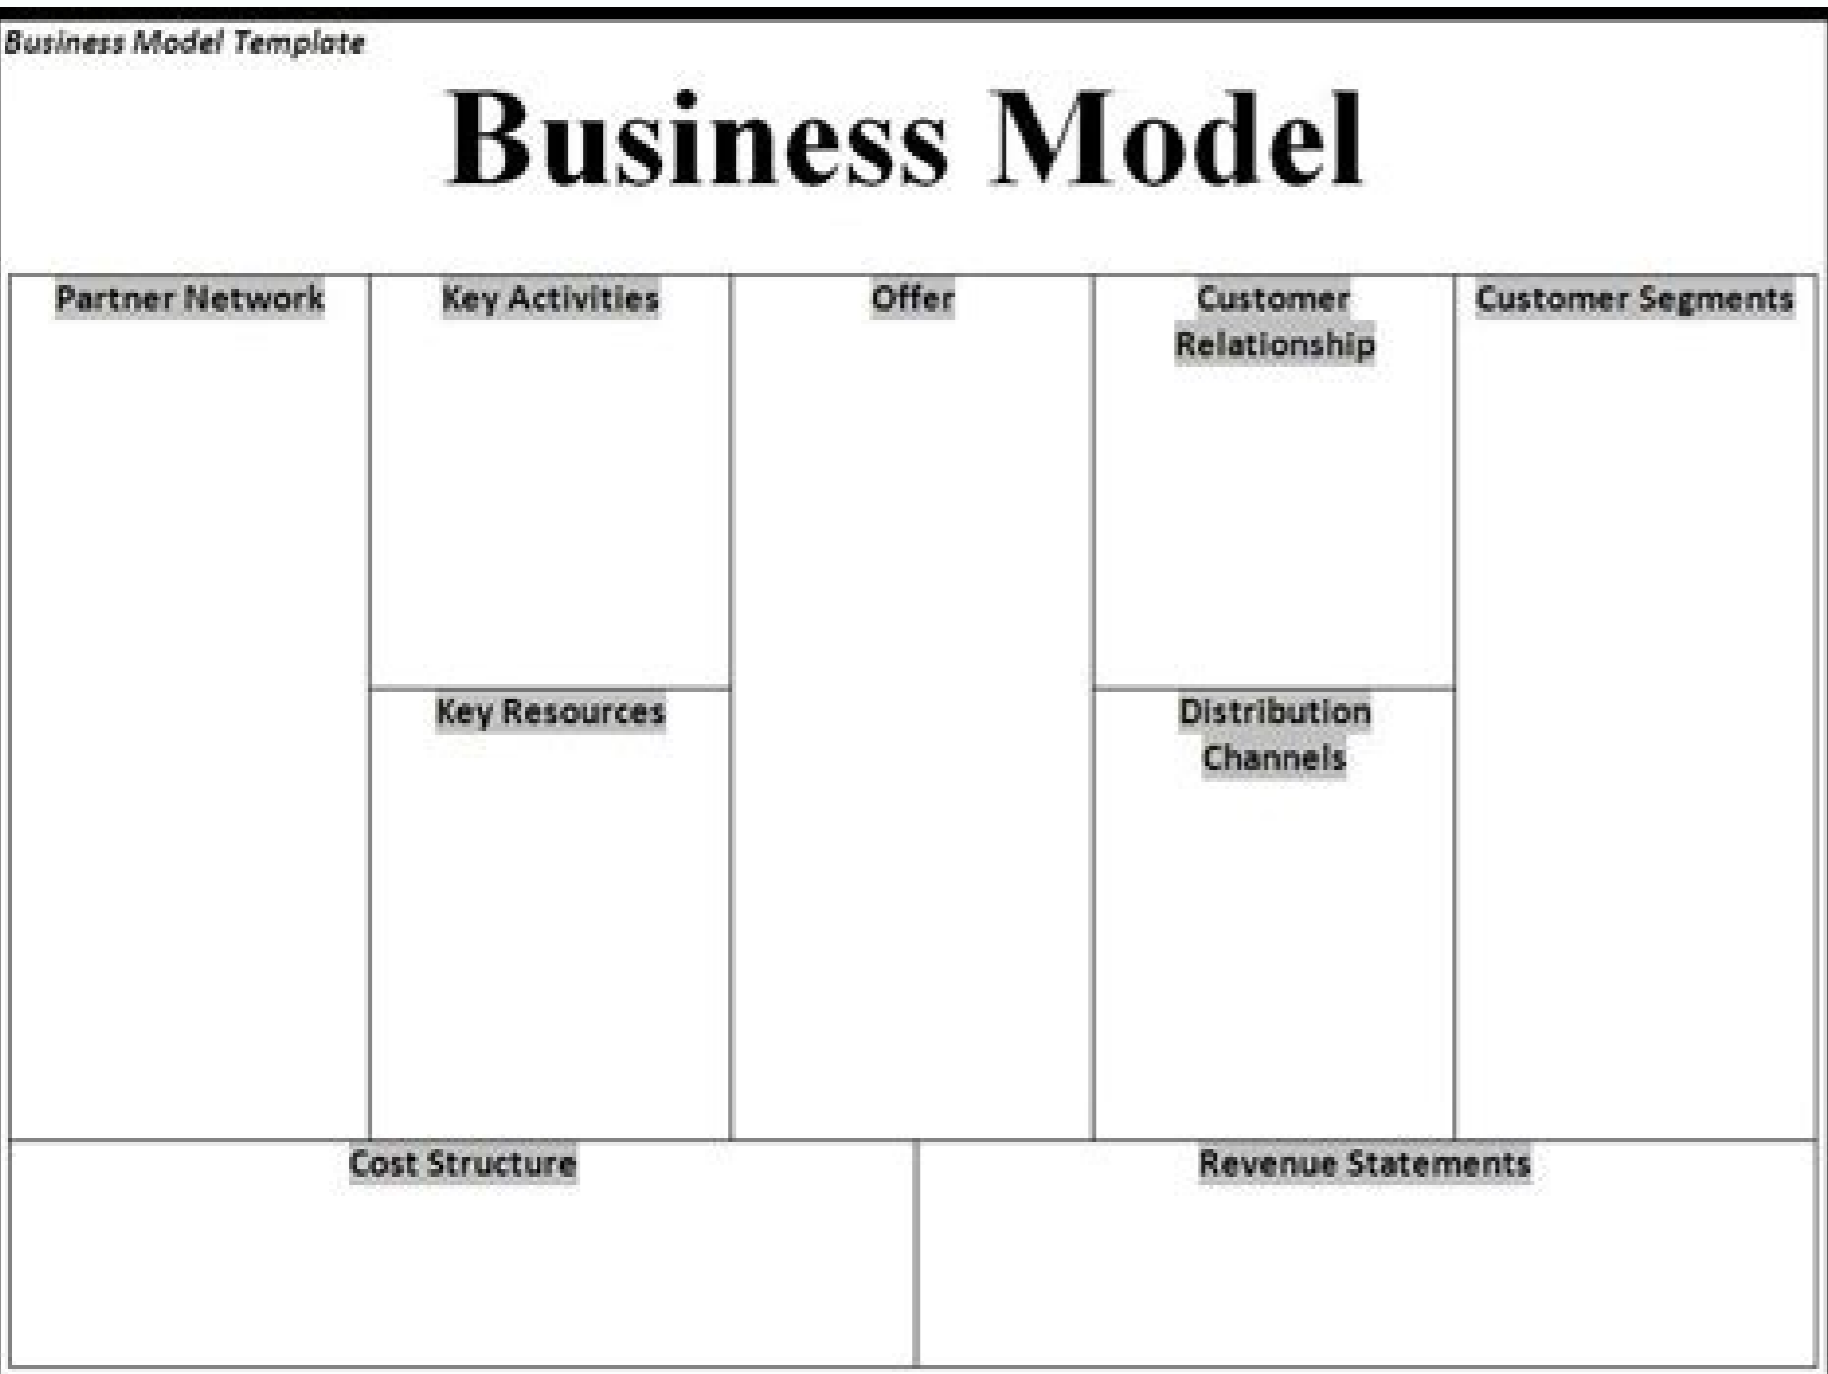 Business Model Template
Business Model
Partner Network
Key Activities
Offer
Customer
Relationship
Customer Segments
Key Resources
Distribution
Channels
Cost Structure
Revenue Statements